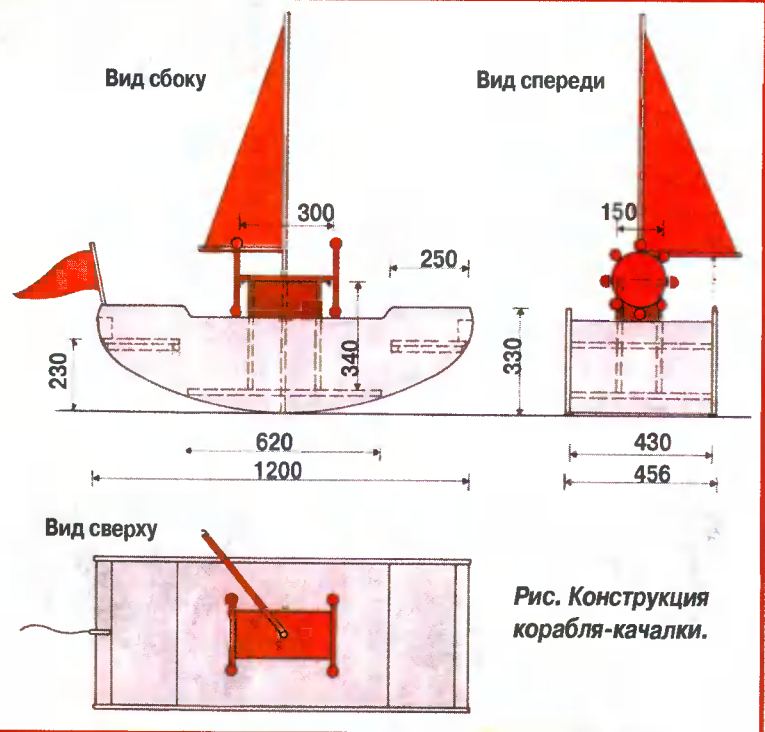 Вид сбоку
Вид спереди
300
150
250
230
340
330
620
430
1200
456
Вид сверху
Рис. Конструкция
корабля-качалки.